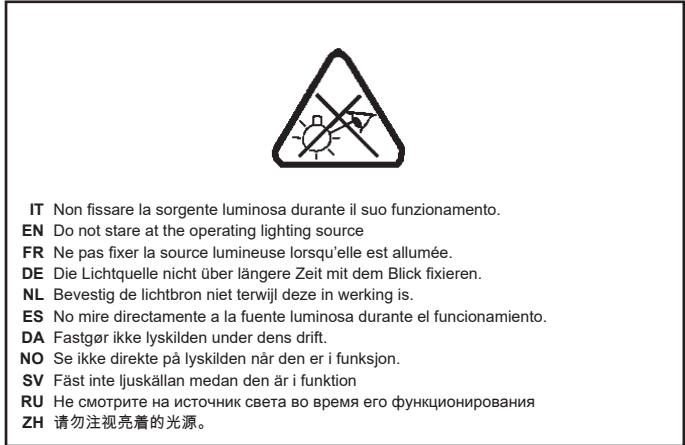 IT Non fissare la sorgente luminosa durante il suo funzionamento.
EN Do not stare at the operating lighting source
FR Ne pas fixer la source lumineuse lorsqu'elle est allumée.
DE Die Lichtquelle nicht über längere Zeit mit dem Blick fixieren.
NL Bevestig de lichtbron niet terwijl deze in werking is.
ES No mire directamente a la fuente luminosa durante el funcionamiento.
DA Fastgør ikke lyskilden under dens drift.
NO Se ikke direkte på lyskilden når den er i funksjon.
SV Fäst inte ljuskällan medan den är i funktion
RU Не смотрите на источник света во время его функционирования
ZH 请勿注视亮着的光源。